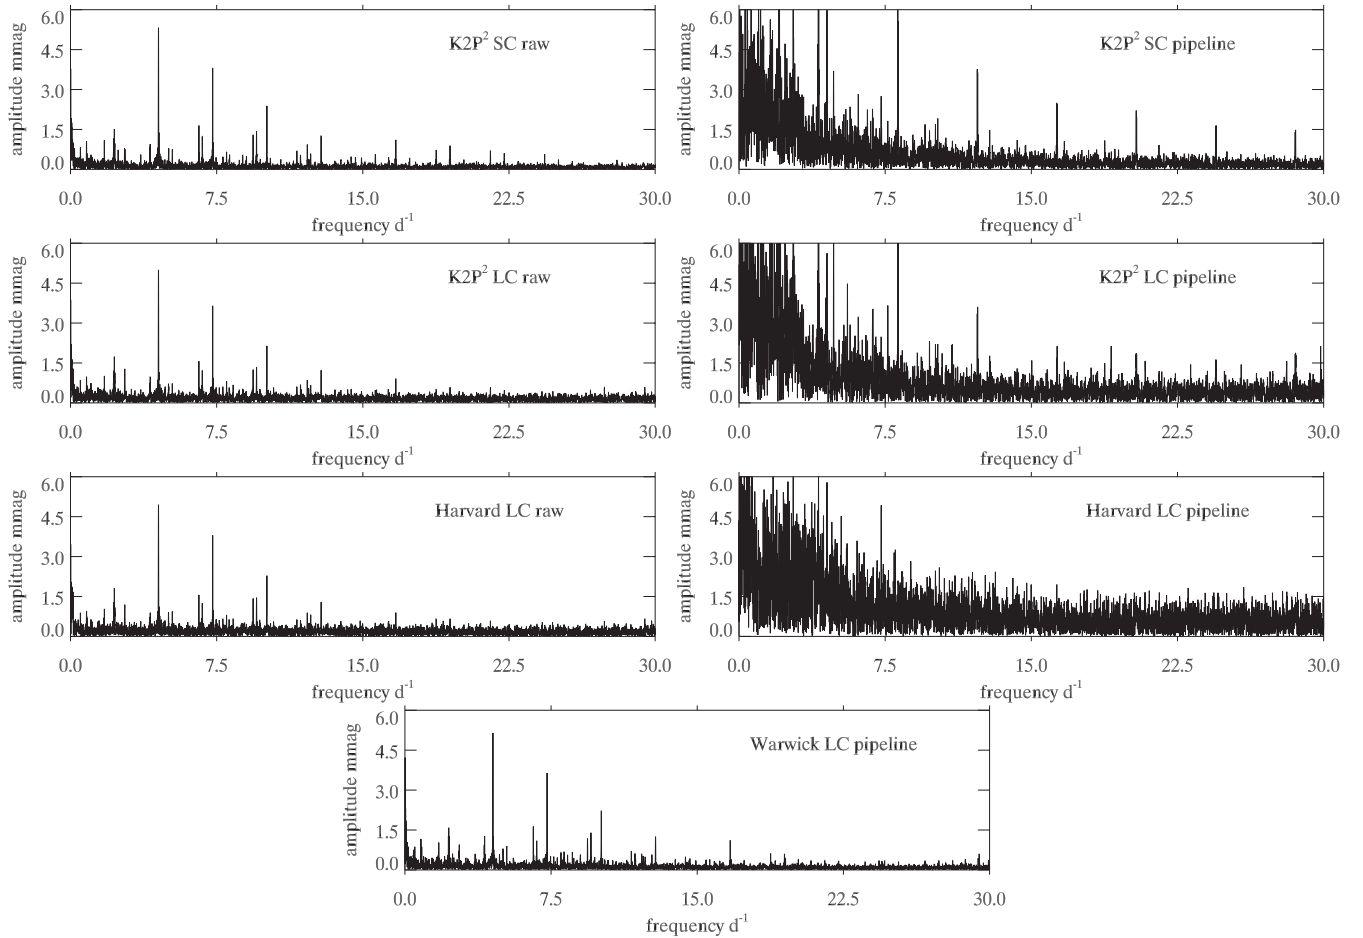 6.0
4.5
3.0
1.5
0.0
amplitude mmag
K2P² SC raw
0.0 7.5 15.0 22.5 30.0
frequency d⁻¹
6.0
4.5
3.0
1.5
0.0
amplitude mmag
K2P² SC pipeline
0.0 7.5 15.0 22.5 30.0
frequency d⁻¹
6.0
4.5
3.0
1.5
0.0
amplitude mmag
K2P² LC raw
0.0 7.5 15.0 22.5 30.0
frequency d⁻¹
6.0
4.5
3.0
1.5
0.0
amplitude mmag
K2P² LC pipeline
0.0 7.5 15.0 22.5 30.0
frequency d⁻¹
6.0
4.5
3.0
1.5
0.0
amplitude mmag
Harvard LC raw
0.0 7.5 15.0 22.5 30.0
frequency d⁻¹
6.0
4.5
3.0
1.5
0.0
amplitude mmag
Harvard LC pipeline
0.0 7.5 15.0 22.5 30.0
frequency d⁻¹
6.0
4.5
3.0
1.5
0.0
amplitude mmag
Warwick LC pipeline
0.0 7.5 15.0 22.5 30.0
frequency d⁻¹